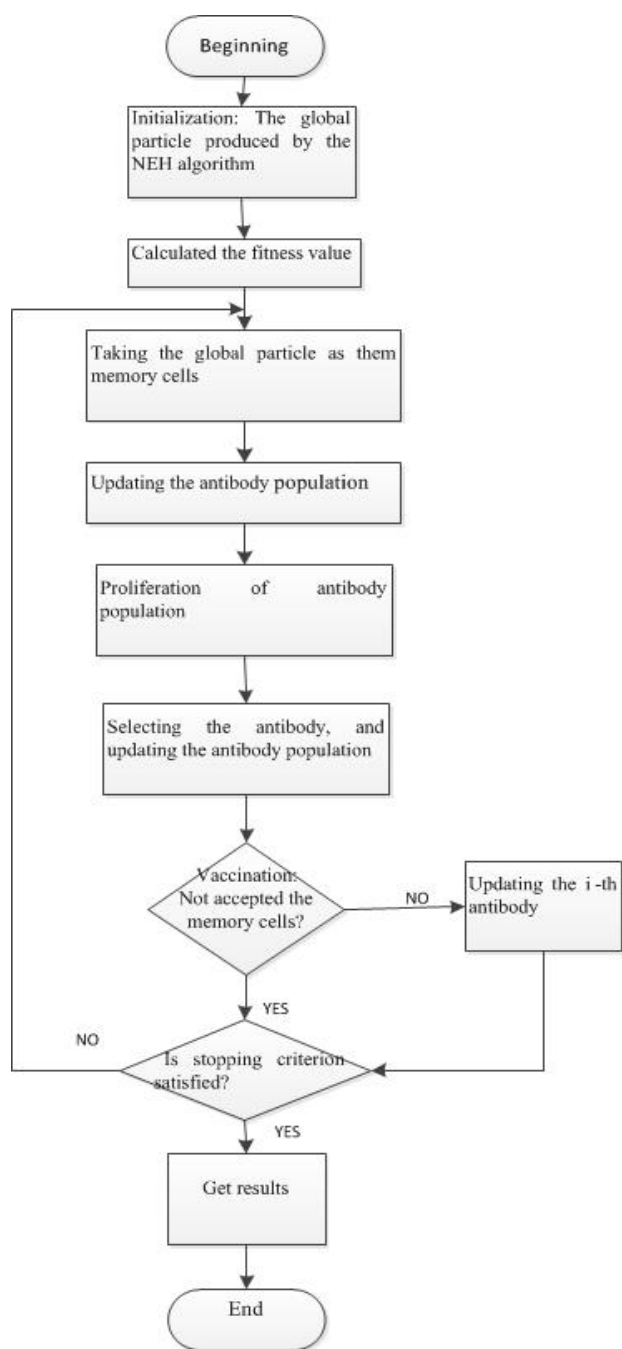 Beginning
Initialization: The global
particle produced by the
NEH algorithm
Calculated the fitness value
Taking the global particle as them
memory cells
Updating the antibody population
Proliferation of antibody
population
Selecting the antibody, and
updating the antibody population
Vaccination:
Not accepted the
memory cells?
NO
Updating the i-th
antibody
YES
NO
Is stopping criterion
satisfied?
YES
Get results
End